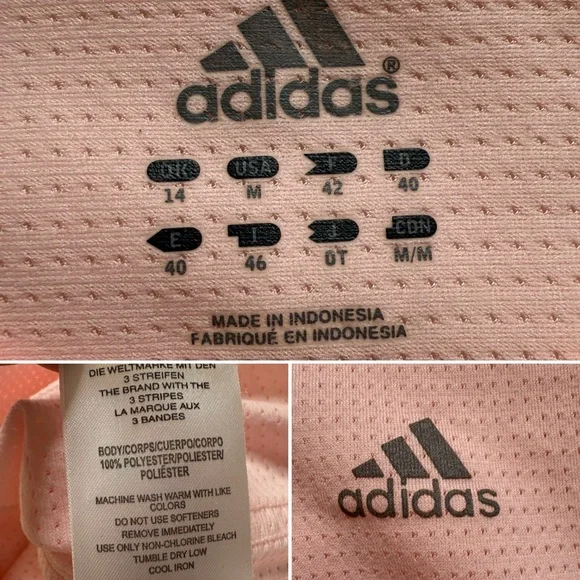 adidas®
UK USA F D
14 M 42 40
E I J CDN
40 46 OT M/M
MADE IN INDONESIA
FABRIQUÉ EN INDONESIA
DIE WELTMARKE MIT DEN
3 STREIFEN
THE BRAND WITH THE
3 STRIPES
LA MARQUE AUX
3 BANDES
BODY/CORPS/CUERPO/CORPO
100% POLYESTER/POLIESTER/
POLIÉSTER
MACHINE WASH WARM WITH LIKE
COLORS
DO NOT USE SOFTENERS
REMOVE IMMEDIATELY
USE ONLY NON-CHLORINE BLEACH
TUMBLE DRY LOW
COOL IRON
adidas